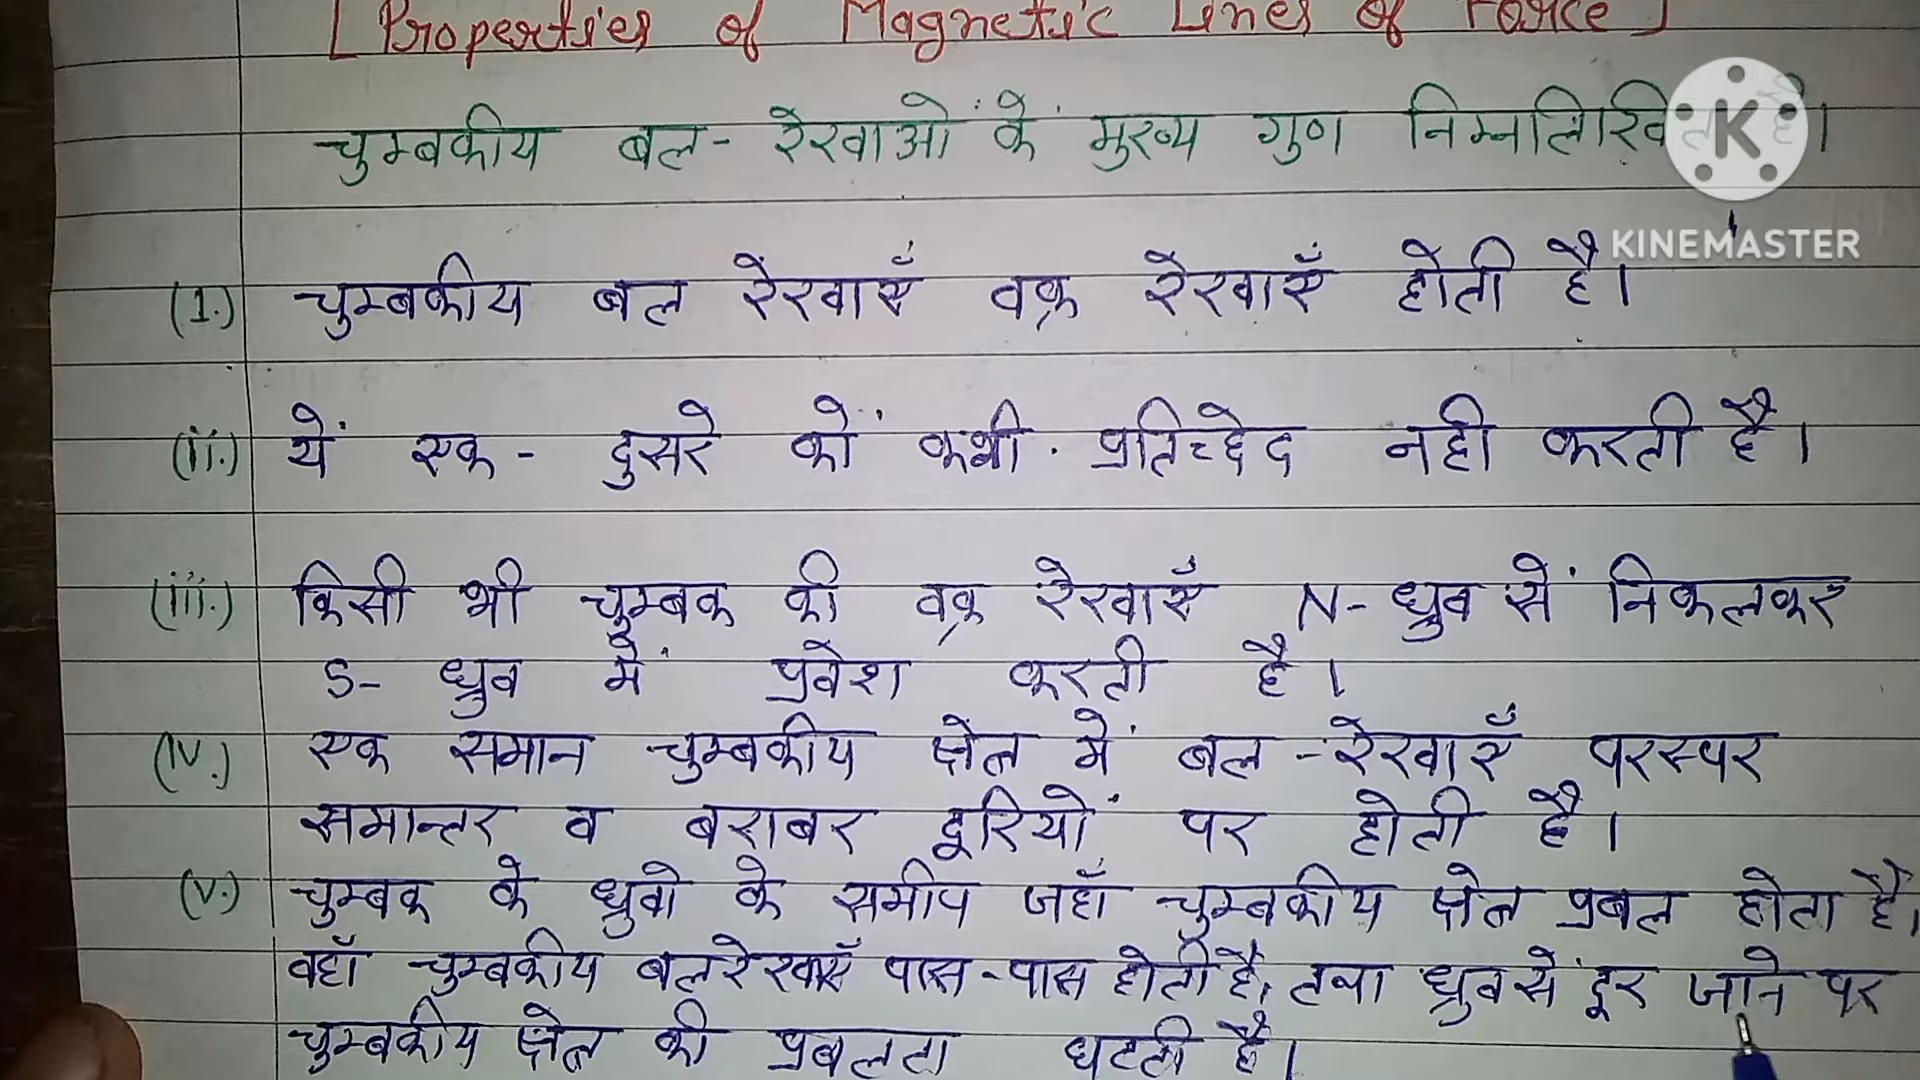 [Properties of Magnetic Lines of Force]
चुम्बकीय बल - रेखाओं के मुख्य गुण निम्नलिखित हैं।
KINEMASTER
(i.) चुम्बकीय बल रेखाएँ वक्र रेखाएँ होती है।
(ii.) यें एक - दुसरे कों कभी प्रतिच्छेद नही करती है।
(iii.) किसी भी चुम्बक की वक्र रेखाएँ N- ध्रुव सें निकलकर
S- ध्रुव में प्रवेश करती है।
(iv.) एक समान चुम्बकीय क्षेत्र में बल - रेखाएँ परस्पर
समान्तर व बराबर दूरियों पर होती है।
(v.) चुम्बक के ध्रुवो के समीप जहाँ चुम्बकीय क्षेत्र प्रबल होता है,
वहाँ चुम्बकीय बल रेखाएँ पास-पास होती है, तथा ध्रुव से दूर जाने पर
चुम्बकीय क्षेत्र की प्रबलता घटती है।